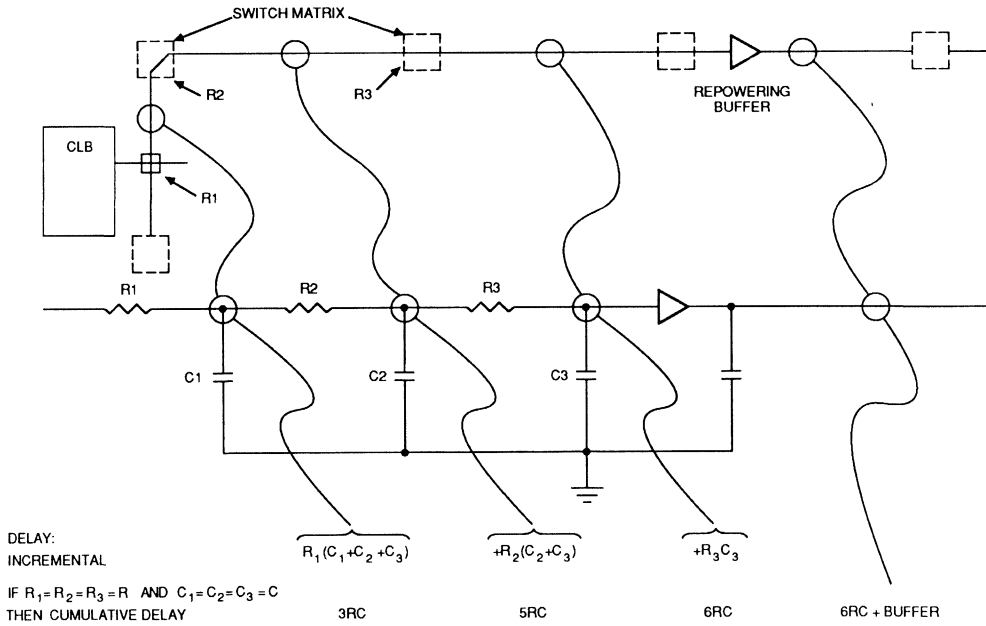 SWITCH MATRIX
R2
R3
REPOWERING
BUFFER
CLB
R1
R1
R2
R3
C1
C2
C3
DELAY:
INCREMENTAL
R₁(C₁+C₂+C₃)
+R₂(C₂+C₃)
+R₃C₃
IF R₁=R₂=R₃=R AND C₁=C₂=C₃=C
THEN CUMULATIVE DELAY 3RC 5RC 6RC 6RC + BUFFER